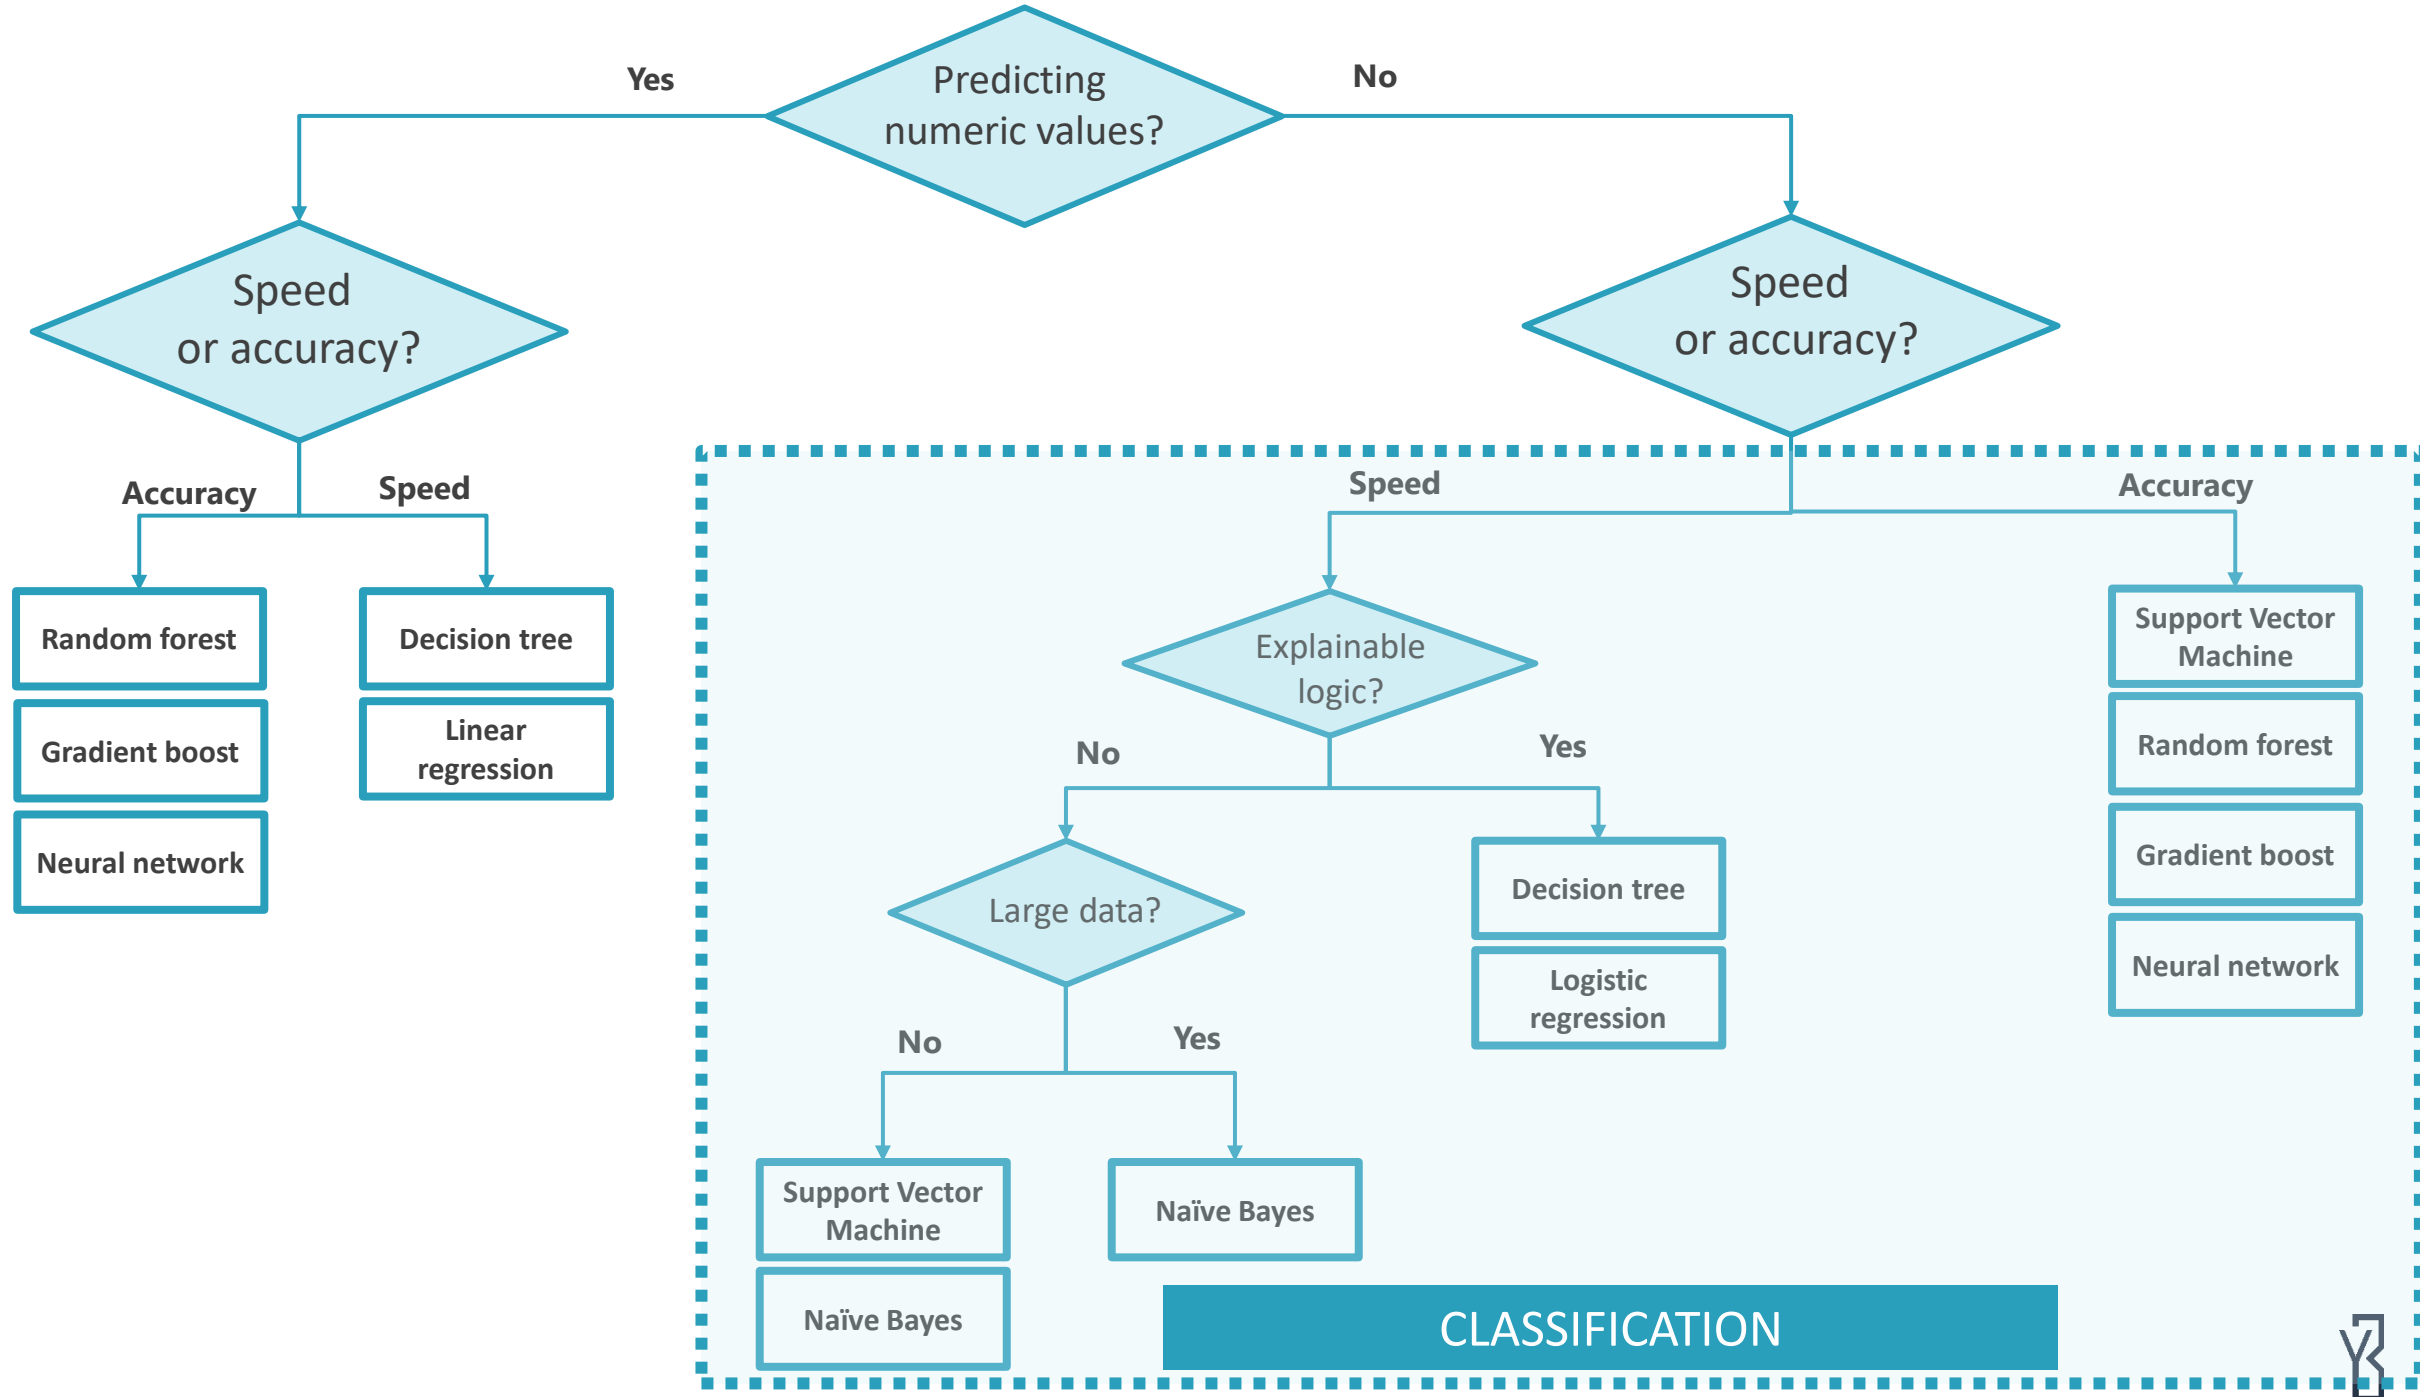 Predicting
numeric values?
Yes
No
Speed
or accuracy?
Speed
or accuracy?
Accuracy
Speed
Random forest
Gradient boost
Neural network
Decision tree
Linear
regression
Speed
Accuracy
Explainable
logic?
No
Yes
Large data?
Decision tree
Logistic
regression
Support Vector
Machine
Random forest
Gradient boost
Neural network
No
Yes
Support Vector
Machine
Naïve Bayes
Naïve Bayes
CLASSIFICATION